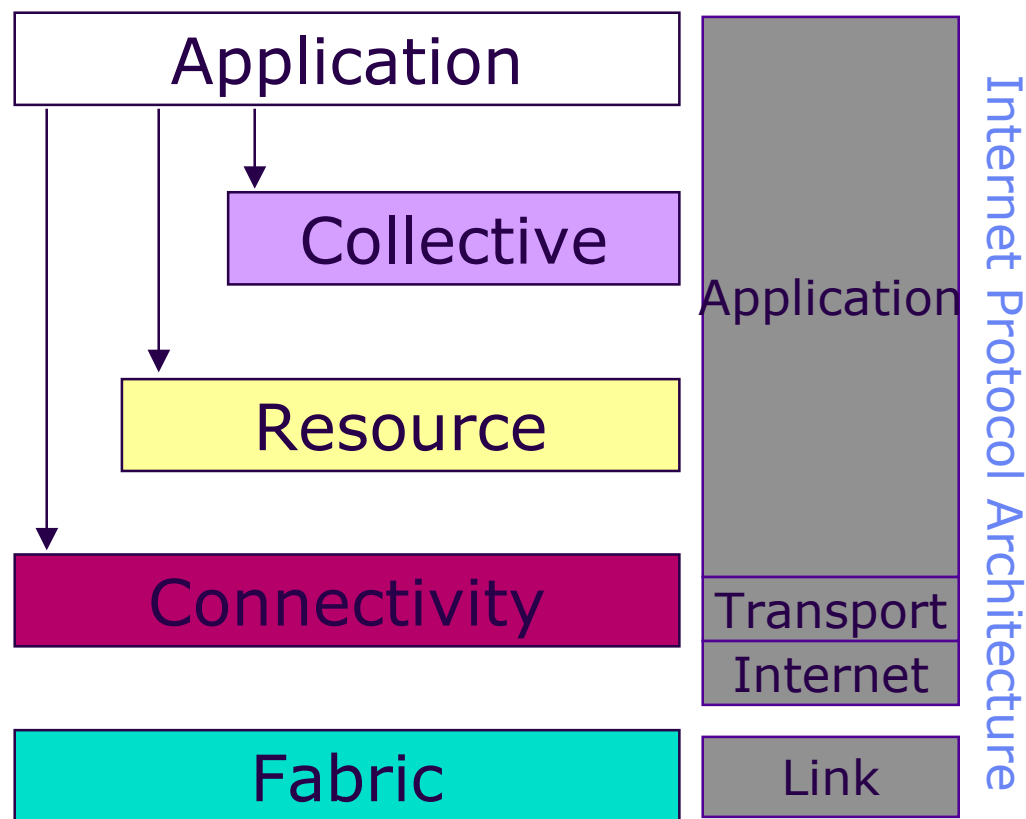 Application
Collective
Resource
Connectivity
Fabric
Application
Transport
Internet
Link
Internet Protocol Architecture